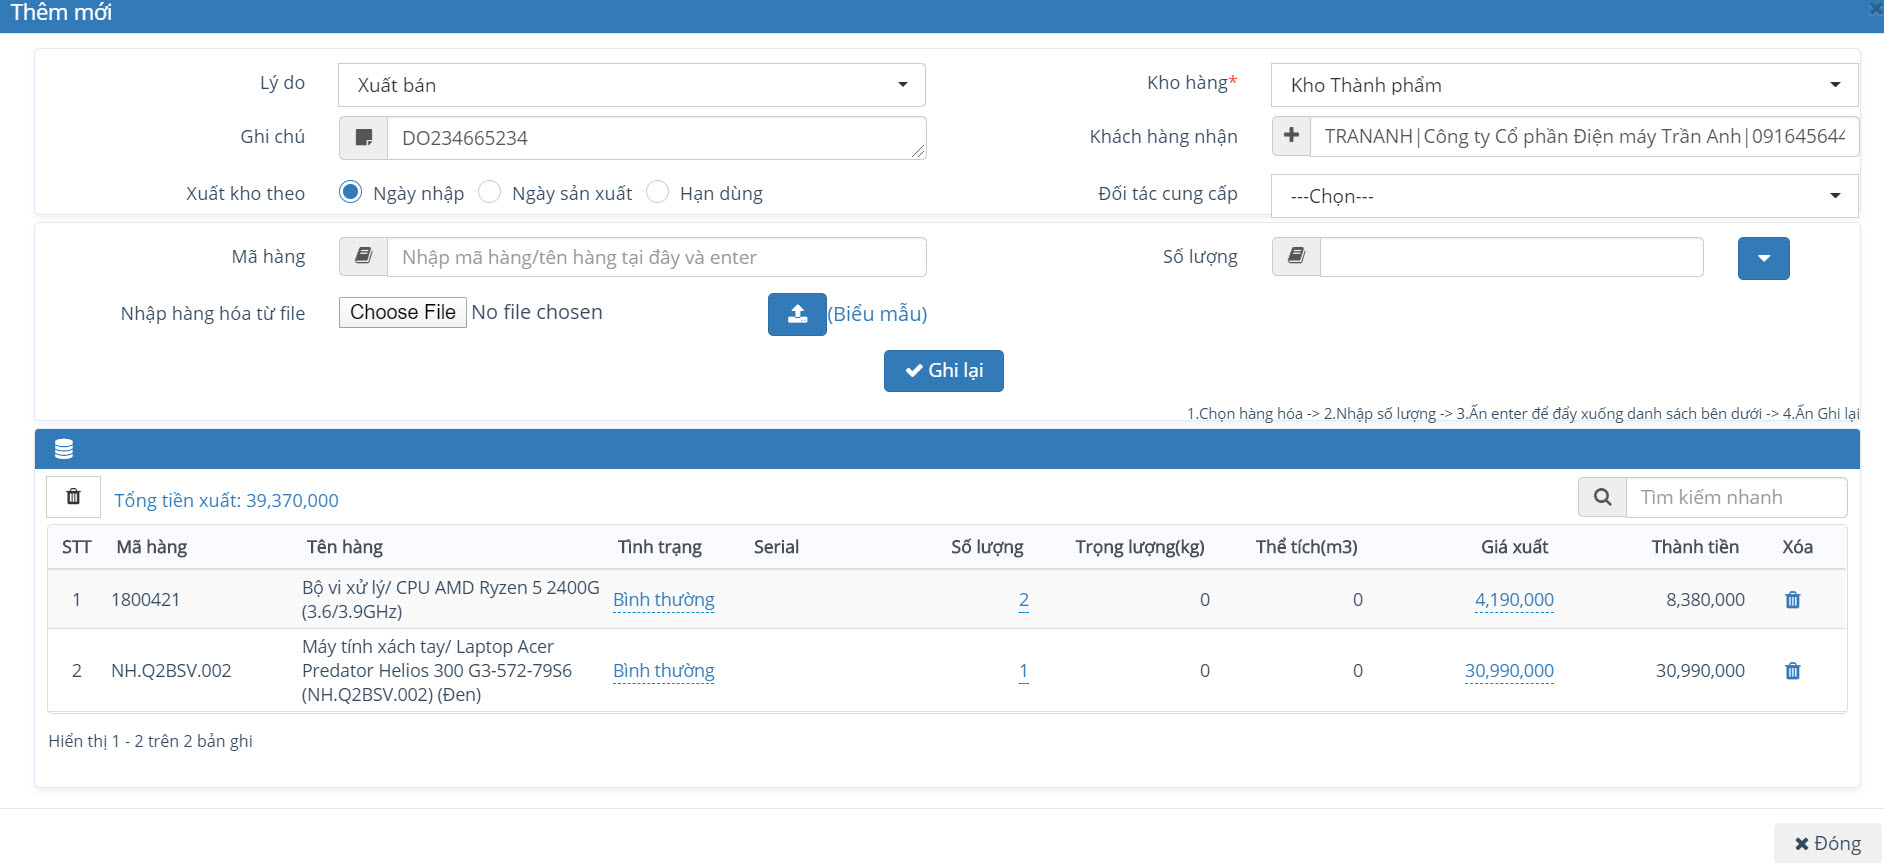 Thêm mới
Lý do Xuất bán Kho hàng* Kho Thành phẩm
Ghi chú DO234665234 Khách hàng nhận TRANANH|Công ty Cổ phần Điện máy Trần Anh|091645644
Xuất kho theo Ngày nhập Ngày sản xuất Hạn dùng Đối tác cung cấp ---Chọn---
Mã hàng Nhập mã hàng/tên hàng tại đây và enter Số lượng
Nhập hàng hóa từ file Choose File No file chosen (Biểu mẫu)
Ghi lại
1.Chọn hàng hóa -> 2.Nhập số lượng -> 3.Ấn enter để đẩy xuống danh sách bên dưới -> 4.Ấn Ghi lại
Tổng tiền xuất: 39,370,000 Tìm kiếm nhanh
STT Mã hàng Tên hàng Tình trạng Serial Số lượng Trọng lượng(kg) Thể tích(m3) Giá xuất Thành tiền Xóa
Bộ vi xử lý/ CPU AMD Ryzen 5 2400G
1 1800421 (3.6/3.9GHz) Bình thường 2 0 0 4,190,000 8,380,000
Máy tính xách tay/ Laptop Acer
2 NH.Q2BSV.002 Predator Helios 300 G3-572-79S6 Bình thường 1 0 0 30,990,000 30,990,000
(NH.Q2BSV.002) (Đen)
Hiển thị 1 - 2 trên 2 bản ghi
Đóng